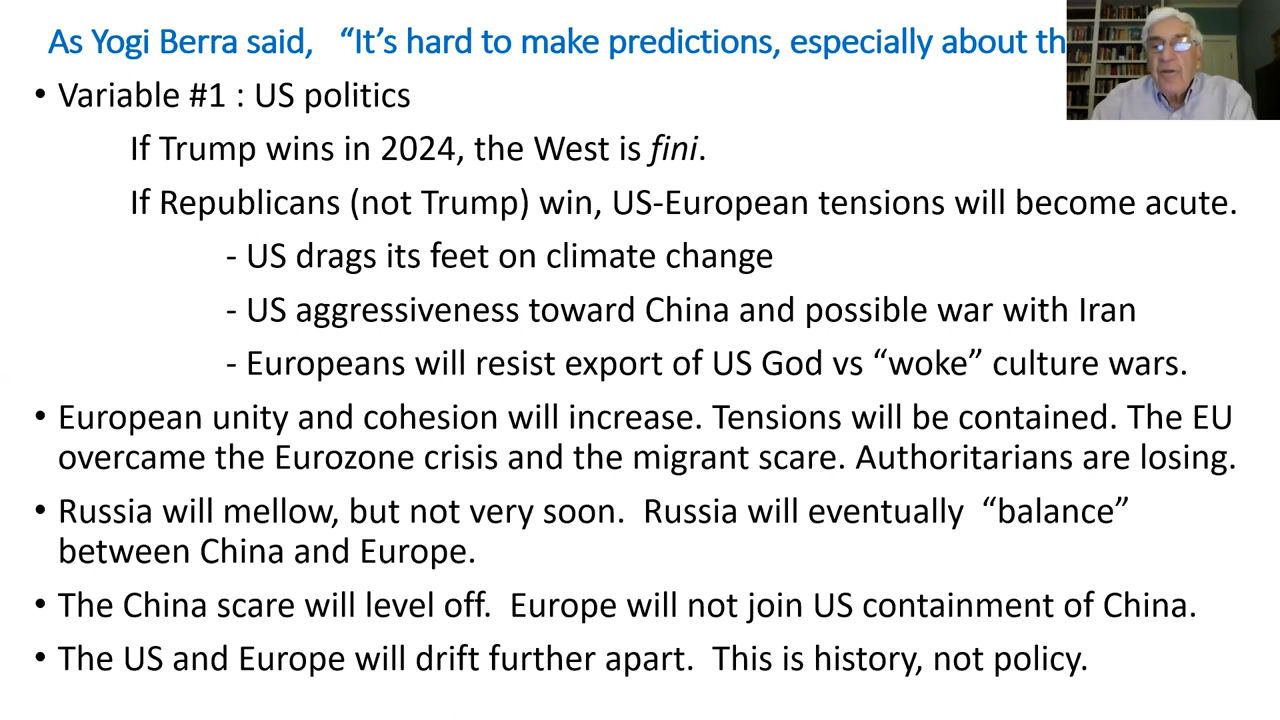 As Yogi Berra said, “It’s hard to make predictions, especially about th
• Variable #1 : US politics
If Trump wins in 2024, the West is fini.
If Republicans (not Trump) win, US-European tensions will become acute.
- US drags its feet on climate change
- US aggressiveness toward China and possible war with Iran
- Europeans will resist export of US God vs “woke” culture wars.
• European unity and cohesion will increase. Tensions will be contained. The EU
overcame the Eurozone crisis and the migrant scare. Authoritarians are losing.
• Russia will mellow, but not very soon. Russia will eventually “balance”
between China and Europe.
• The China scare will level off. Europe will not join US containment of China.
• The US and Europe will drift further apart. This is history, not policy.